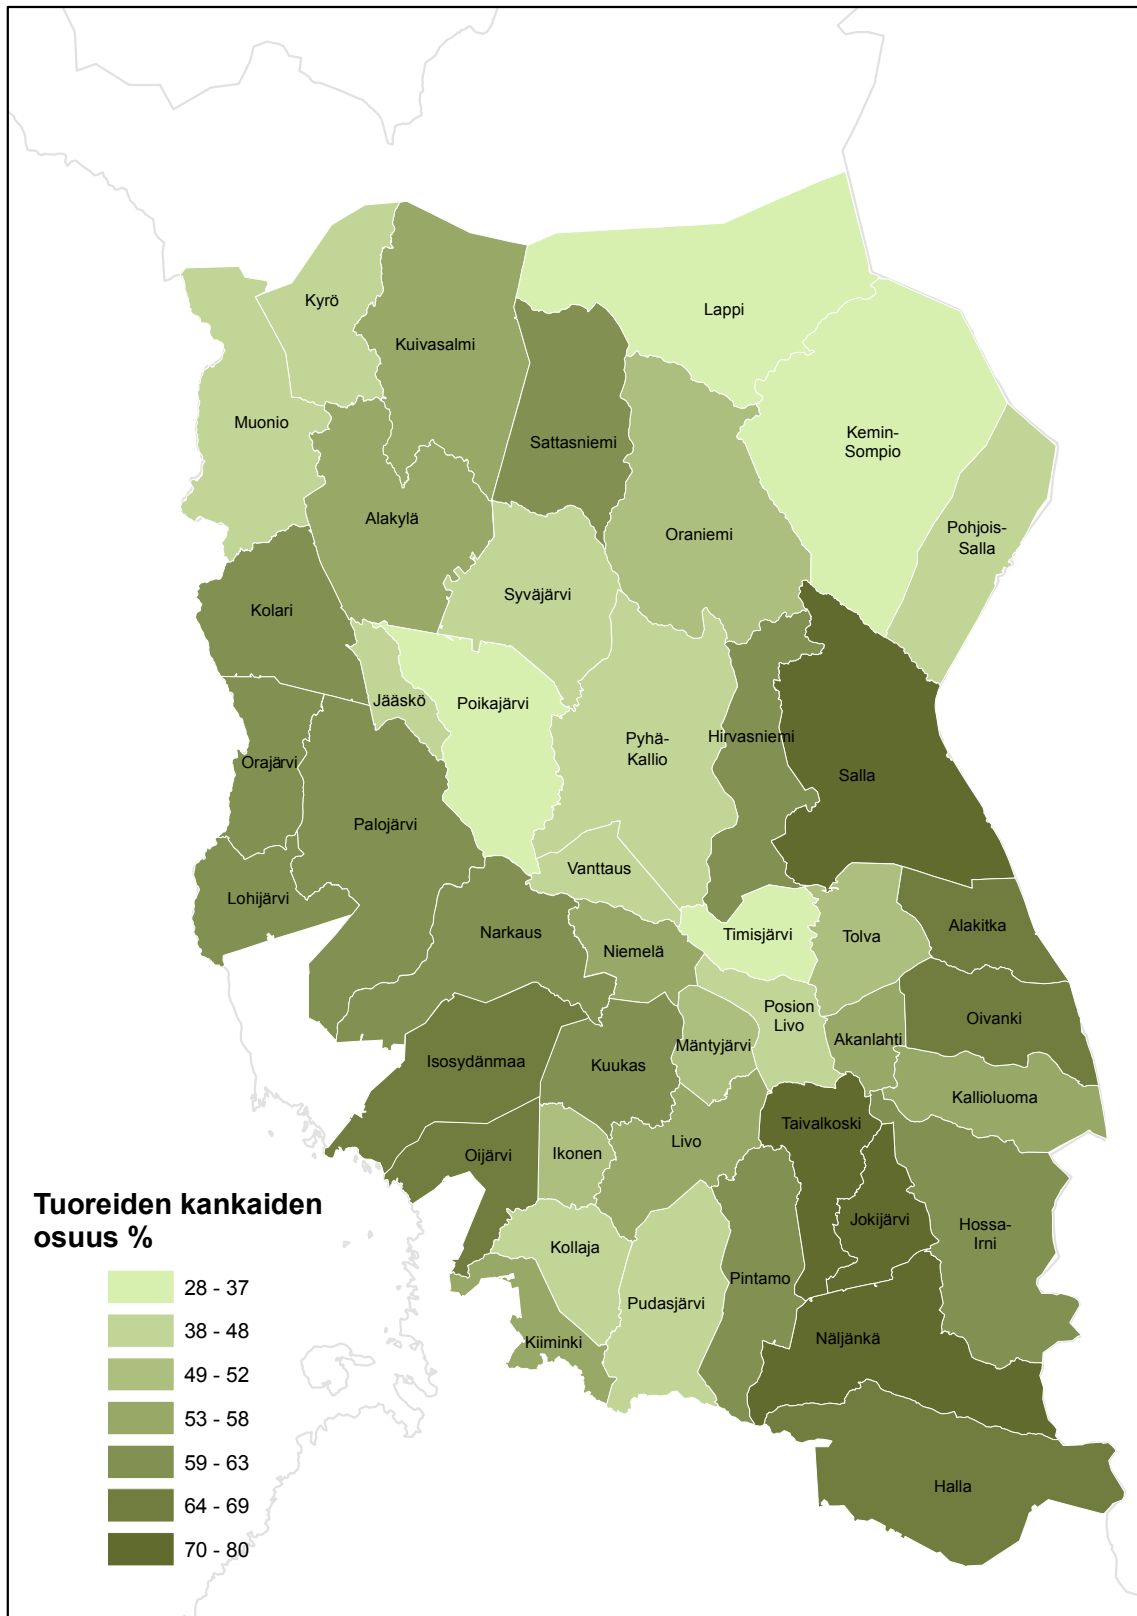 Lappi
Kyrö
Kuivasalmi
Muonio
Sattasniemi
Kemin-
Sompio
Alakylä
Oraniemi
Pohjois-
Salla
Syväjärvi
Kolari
Jääskö
Poikajärvi
Pyhä-
Kallio
Hirvasniemi
Orajärvi
Salla
Palojärvi
Vanttaus
Lohijärvi
Narkaus
Niemelä
Timisjärvi
Tolva
Alakitka
Posion
Livo
Oivanki
Isosydänmaa
Kuukas
Mäntyjärvi
Akanlahti
Kallioluoma
Taivalkoski
Oijärvi
Ikonen
Livo
Jokijärvi
Hossa-
Irni
Kollaja
Pintamo
Pudasjärvi
Kiiminki
Näljänkä
Halla
Tuoreiden kankaiden
osuus %
28 - 37
38 - 48
49 - 52
53 - 58
59 - 63
64 - 69
70 - 80